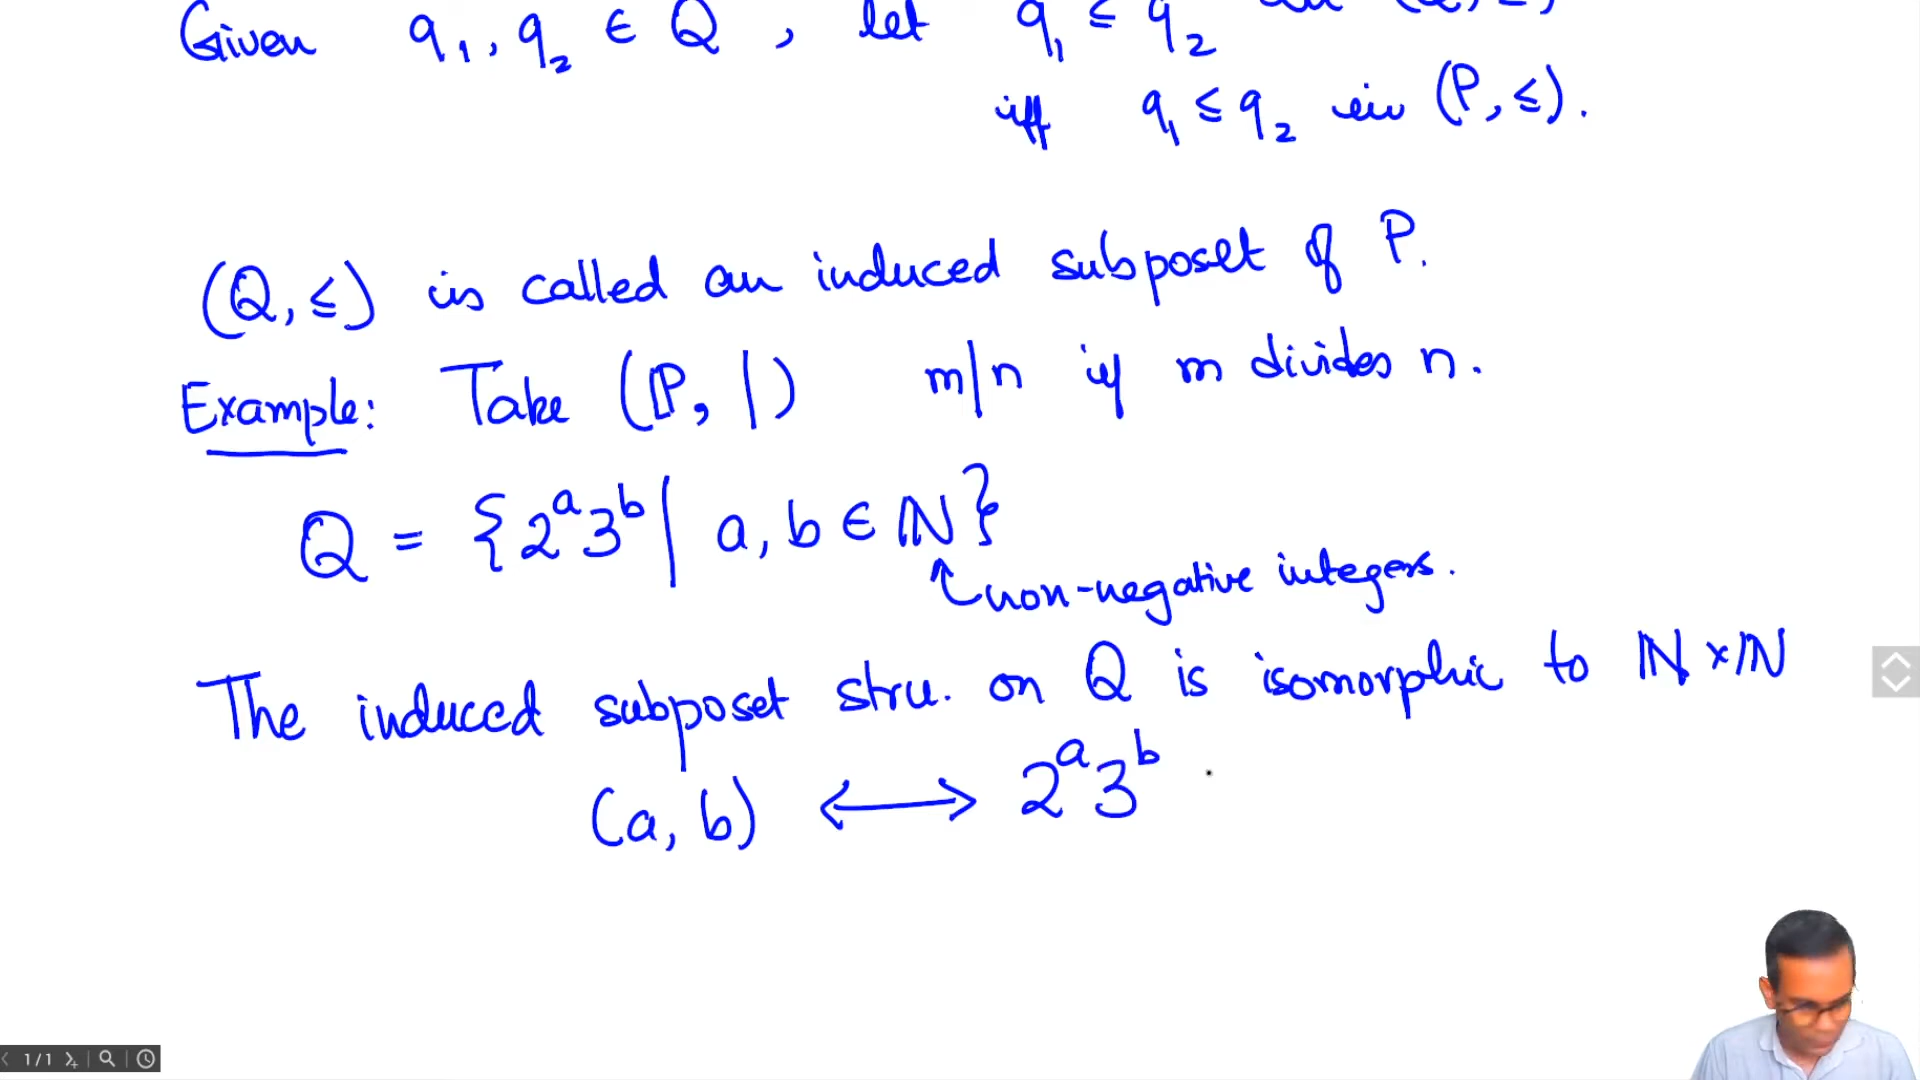 Given q₁, q₂ ∈ Q, let q₁ ≤ q₂
iff q₁ ≤ q₂ in (P, ≤).
(Q, ≤) is called an induced subposet of P.
Example: Take (ℙ, |) m|n if m divides n.
Q = {2ᵃ3ᵇ | a, b ∈ ℕ}
non-negative integers.
The induced subposet stru. on Q is isomorphic to ℕ × ℕ
(a, b) ⟷ 2ᵃ3ᵇ
1/1